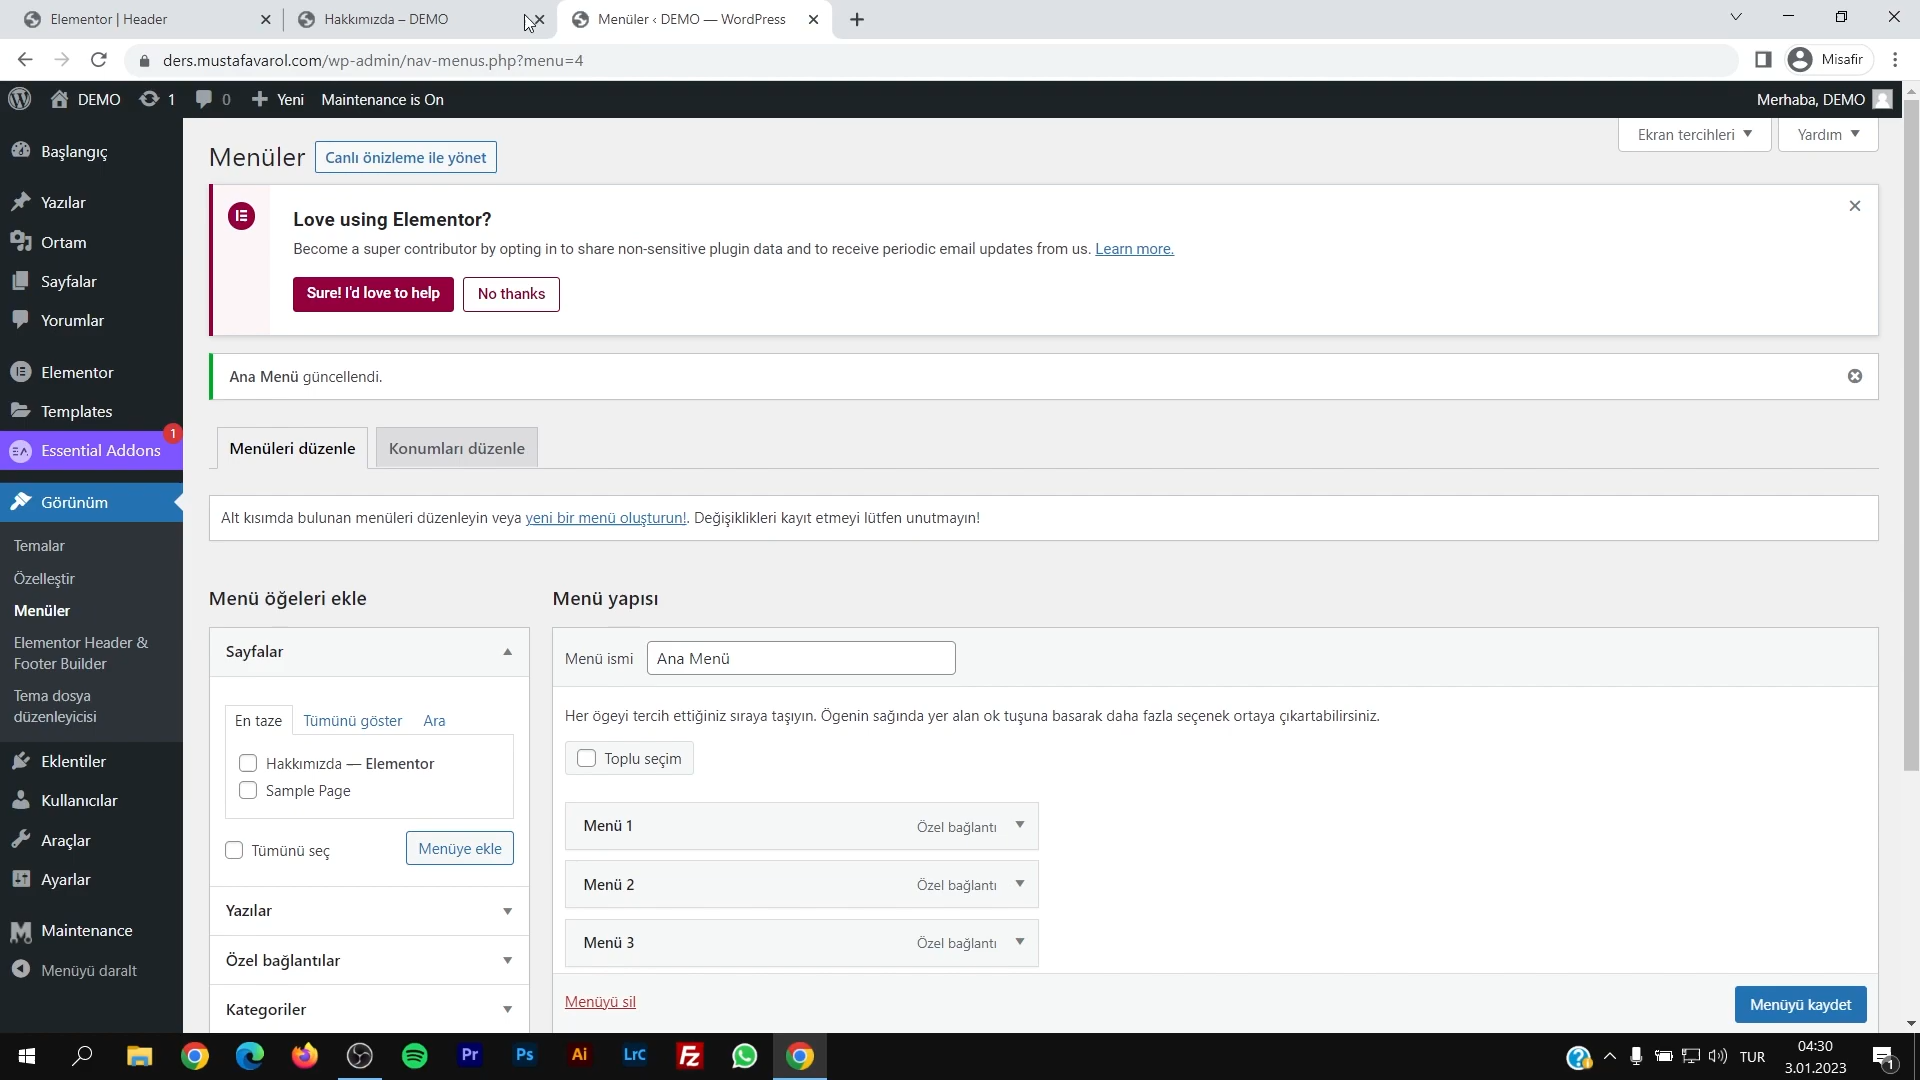 Elementor | Header
Hakkımızda – DEMO
Menüler ‹ DEMO — WordPress
ders.mustafavarol.com/wp-admin/nav-menus.php?menu=4
Misafir
DEMO
1
0
Yeni
Maintenance is On
Merhaba, DEMO
Başlangıç
Yazılar
Ortam
Sayfalar
Yorumlar
Elementor
Templates
Essential Addons
1
Görünüm
Temalar
Özelleştir
Menüler
Elementor Header &
Footer Builder
Tema dosya
düzenleyicisi
Eklentiler
Kullanıcılar
Araçlar
Ayarlar
Maintenance
Menüyü daralt
Ekran tercihleri
Yardım
Menüler
Canlı önizleme ile yönet
Love using Elementor?
Become a super contributor by opting in to share non-sensitive plugin data and to receive periodic email updates from us. Learn more.
Sure! I'd love to help
No thanks
Ana Menü güncellendi.
Menüleri düzenle
Konumları düzenle
Alt kısımda bulunan menüleri düzenleyin veya yeni bir menü oluşturun!. Değişiklikleri kayıt etmeyi lütfen unutmayın!
Menü öğeleri ekle
Sayfalar
En taze
Tümünü göster
Ara
Hakkımızda — Elementor
Sample Page
Tümünü seç
Menüye ekle
Yazılar
Özel bağlantılar
Kategoriler
Menü yapısı
Menü ismi
Ana Menü
Her ögeyi tercih ettiğiniz sıraya taşıyın. Ögenin sağında yer alan ok tuşuna basarak daha fazla seçenek ortaya çıkartabilirsiniz.
Toplu seçim
Menü 1
Özel bağlantı
Menü 2
Özel bağlantı
Menü 3
Özel bağlantı
Menüyü sil
Menüyü kaydet
Pr
Ps
Ai
LrC
Fz
TUR
04:30
3.01.2023
1